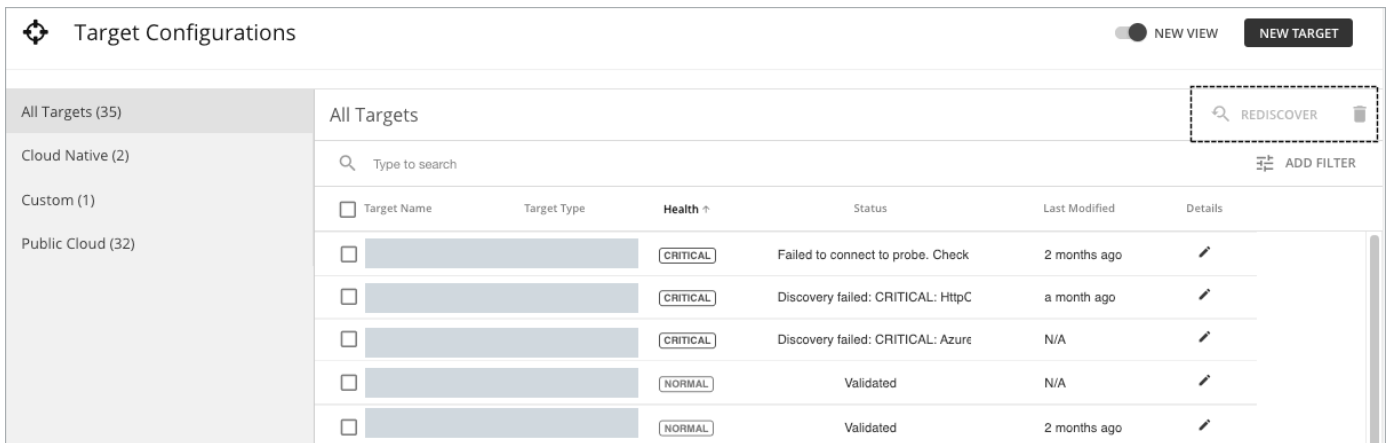 Target Configurations
NEW VIEW
NEW TARGET
All Targets (35)
Cloud Native (2)
Custom (1)
Public Cloud (32)
All Targets
REDISCOVER
Type to search
ADD FILTER
Target Name Target Type Health ↑ Status Last Modified Details
CRITICAL Failed to connect to probe. Check 2 months ago
CRITICAL Discovery failed: CRITICAL: HttpC a month ago
CRITICAL Discovery failed: CRITICAL: Azure N/A
NORMAL Validated N/A
NORMAL Validated 2 months ago